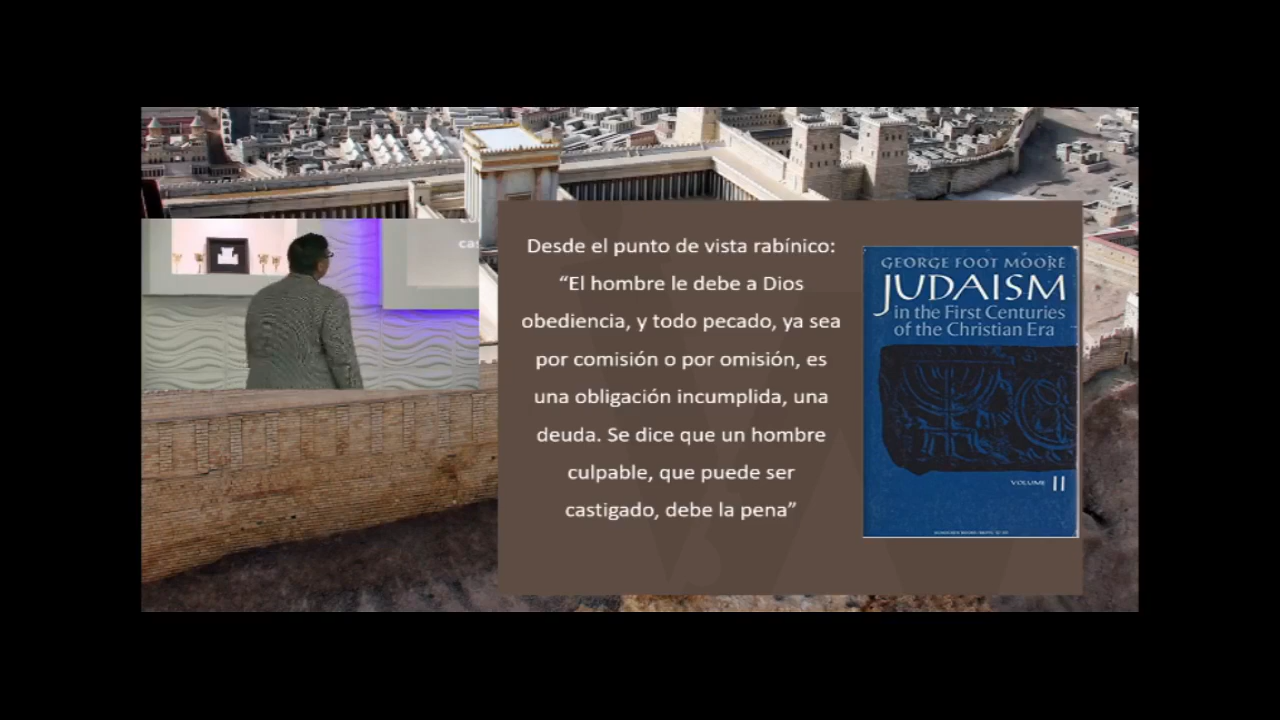 Desde el punto de vista rabínico:
“El hombre le debe a Dios
obediencia, y todo pecado, ya sea
por comisión o por omisión, es
una obligación incumplida, una
deuda. Se dice que un hombre
culpable, que puede ser
castigado, debe la pena”
GEORGE FOOT MOORE
JUDAISM
in the First Centuries
of the Christian Era
VOLUME II